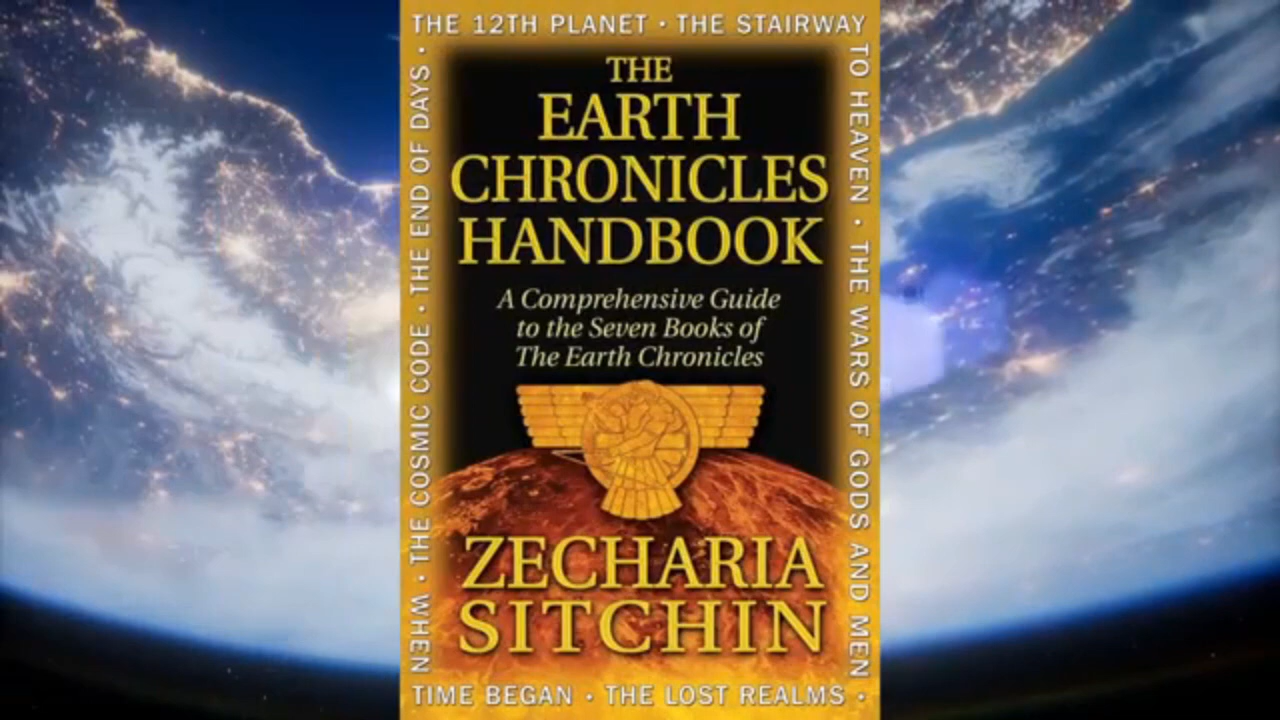 THE 12TH PLANET · THE STAIRWAY
TO HEAVEN · THE WARS OF GODS AND MEN
THE
EARTH
CHRONICLES
HANDBOOK
A Comprehensive Guide
to the Seven Books of
The Earth Chronicles
ZECHARIA
SITCHIN
WHEN · THE COSMIC CODE · THE END OF DAYS ·
TIME BEGAN · THE LOST REALMS ·